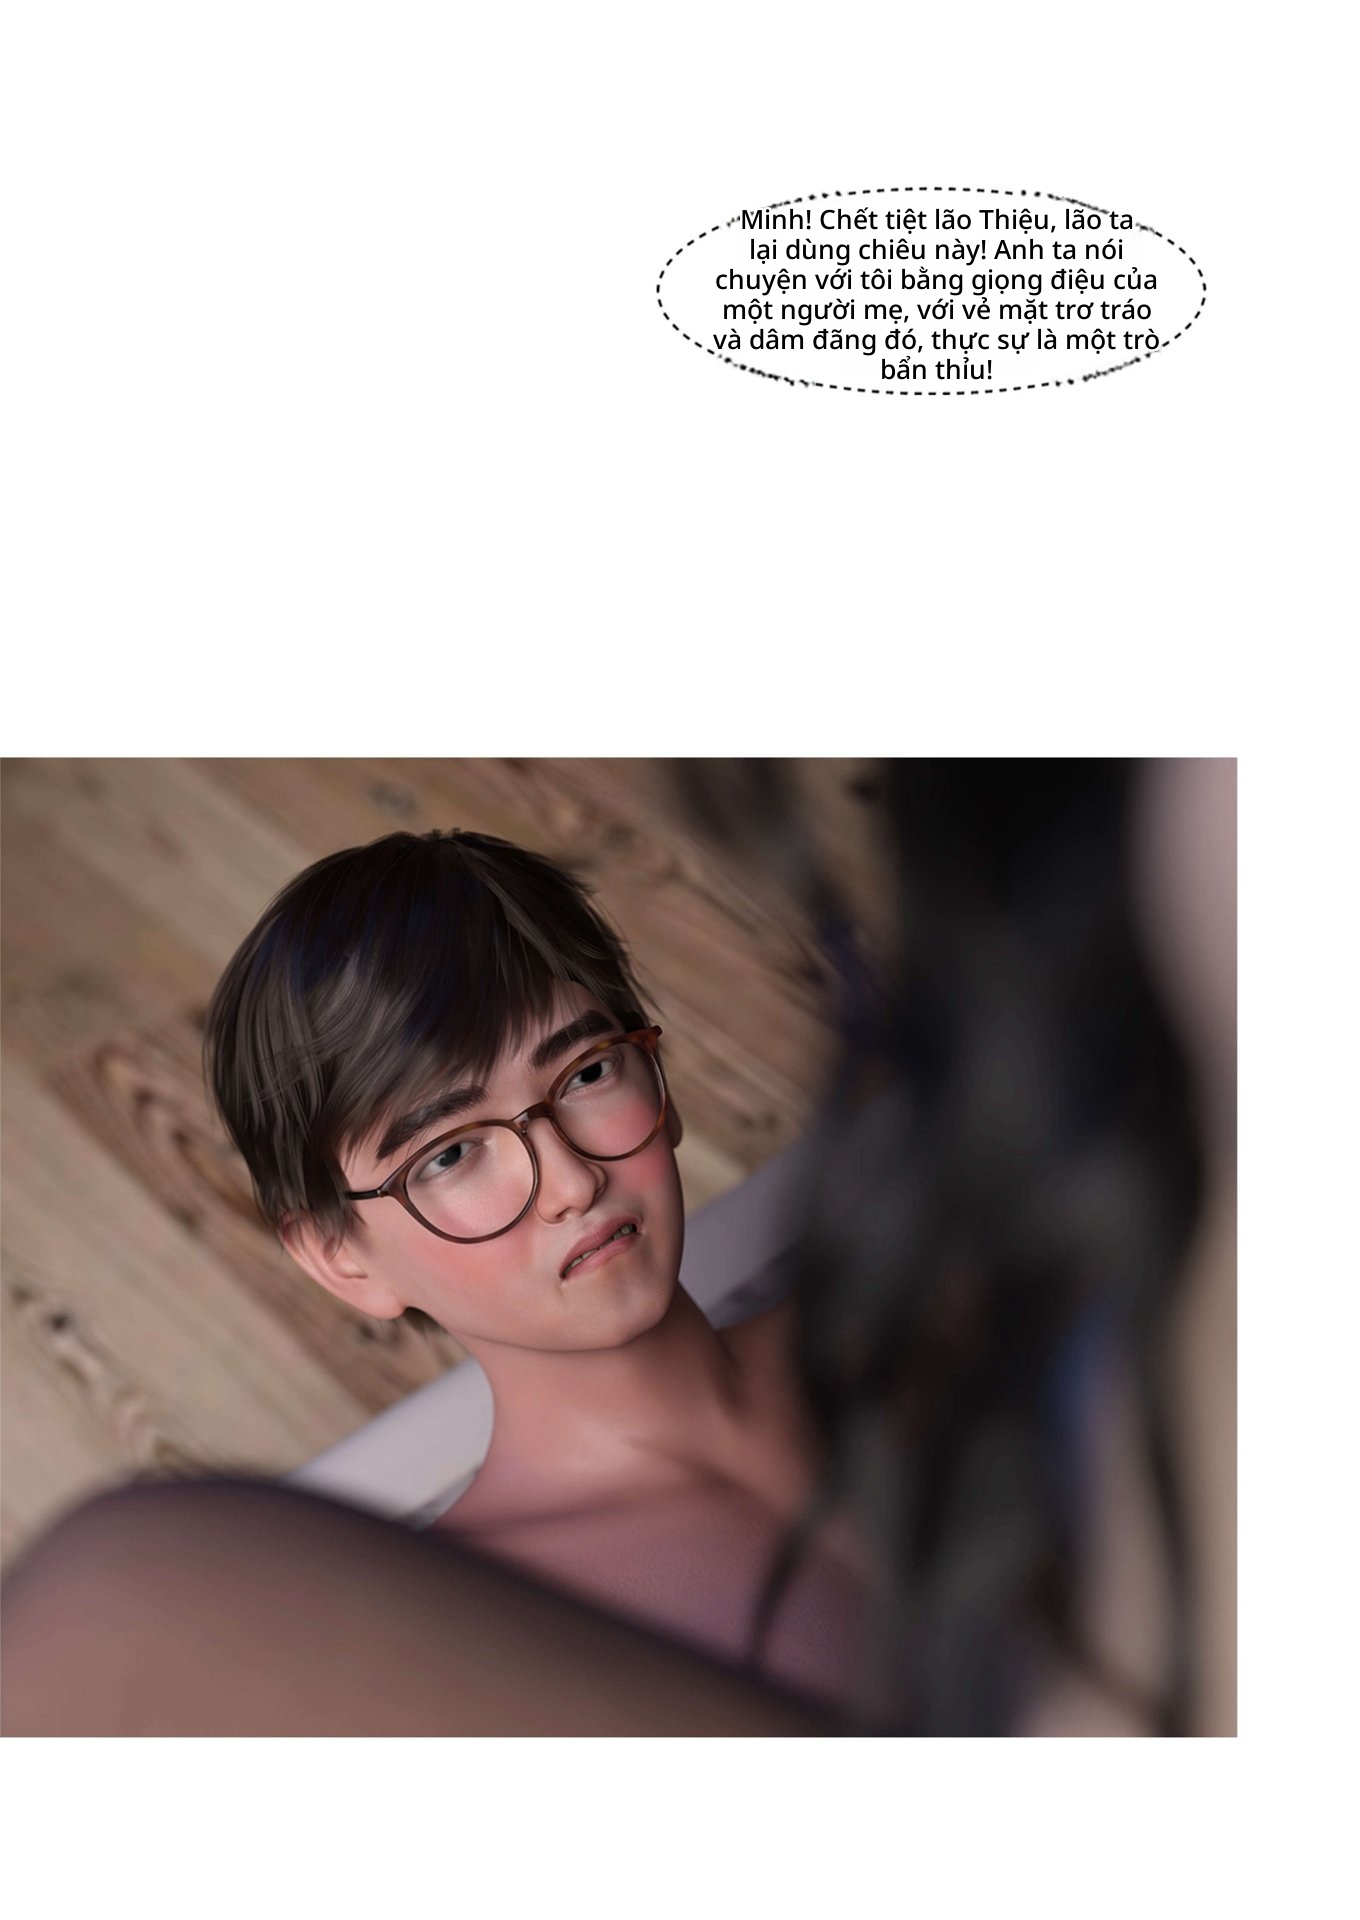 Minh! Chết tiệt lão Thiệu, lão ta
lại dùng chiêu này! Anh ta nói
chuyện với tôi bằng giọng điệu của
một người mẹ, với vẻ mặt trơ tráo
và dâm đãng đó, thực sự là một trò
bẩn thỉu!